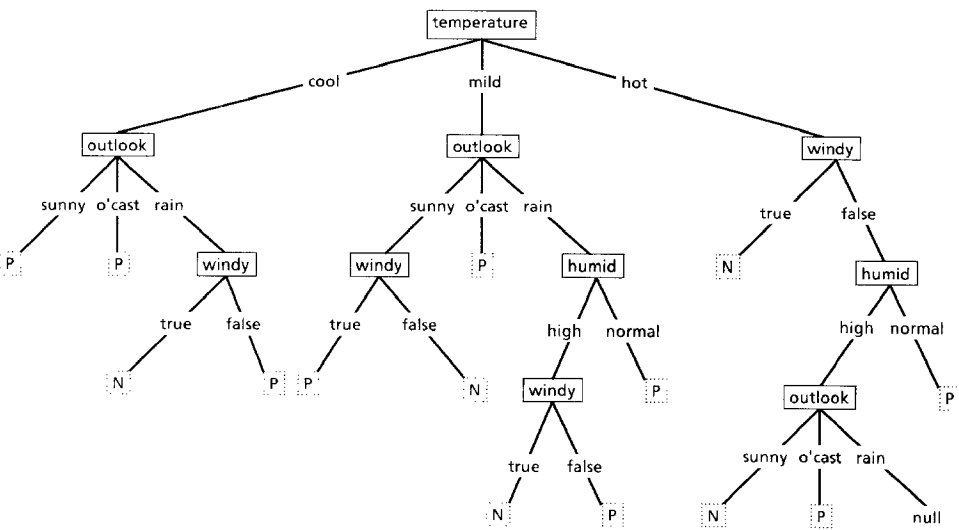 temperature
cool mild hot
outlook outlook windy
sunny o'cast rain sunny o'cast rain true false
P P windy windy P humid N humid
true false true false high normal high normal
N P P N windy P outlook P
true false sunny o'cast rain
N P N P null